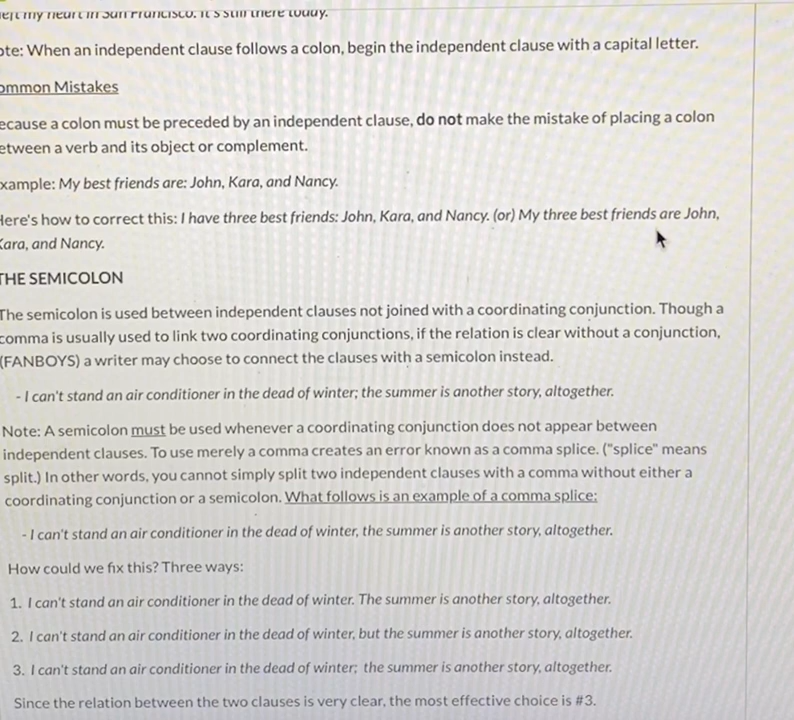 my heart in San Francisco. It's still there today.
ote: When an independent clause follows a colon, begin the independent clause with a capital letter.
ommon Mistakes
ecause a colon must be preceded by an independent clause, do not make the mistake of placing a colon
etween a verb and its object or complement.
xample: My best friends are: John, Kara, and Nancy.
Here's how to correct this: I have three best friends: John, Kara, and Nancy. (or) My three best friends are John,
Kara, and Nancy.
THE SEMICOLON
The semicolon is used between independent clauses not joined with a coordinating conjunction. Though a
comma is usually used to link two coordinating conjunctions, if the relation is clear without a conjunction,
(FANBOYS) a writer may choose to connect the clauses with a semicolon instead.
- I can't stand an air conditioner in the dead of winter; the summer is another story, altogether.
Note: A semicolon must be used whenever a coordinating conjunction does not appear between
independent clauses. To use merely a comma creates an error known as a comma splice. ("splice" means
split.) In other words, you cannot simply split two independent clauses with a comma without either a
coordinating conjunction or a semicolon. What follows is an example of a comma splice:
- I can't stand an air conditioner in the dead of winter, the summer is another story, altogether.
How could we fix this? Three ways:
1. I can't stand an air conditioner in the dead of winter. The summer is another story, altogether.
2. I can't stand an air conditioner in the dead of winter, but the summer is another story, altogether.
3. I can't stand an air conditioner in the dead of winter; the summer is another story, altogether.
Since the relation between the two clauses is very clear, the most effective choice is #3.